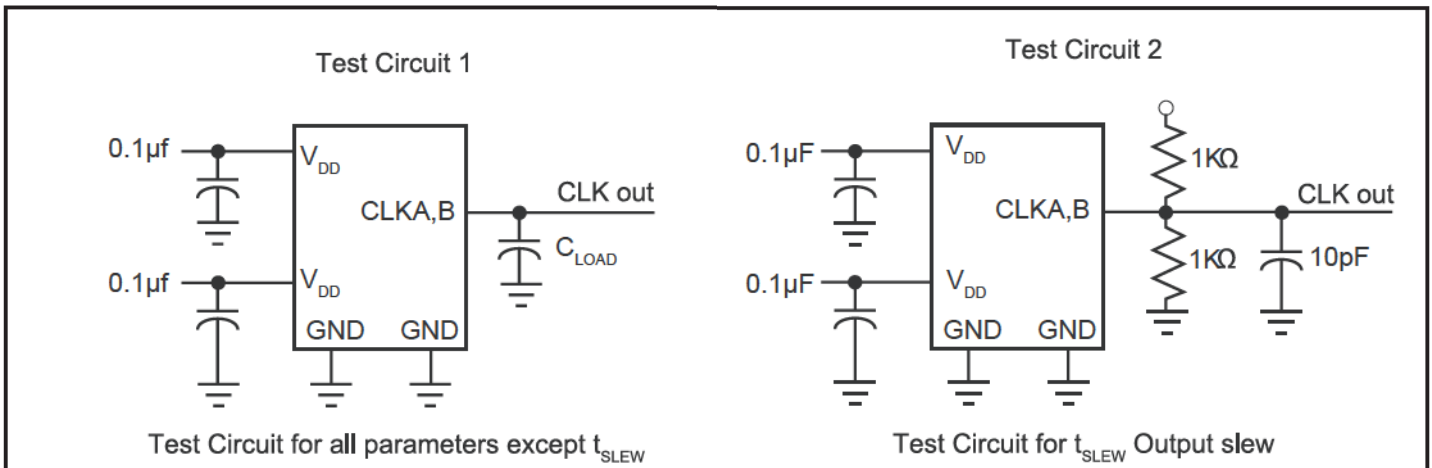 Test Circuit 1
0.1µf
V_DD
CLKA,B
CLK out
C_LOAD
0.1µf
V_DD
GND GND
Test Circuit for all parameters except t_SLEW
Test Circuit 2
0.1µF
V_DD
1KΩ
CLKA,B
CLK out
1KΩ
10pF
0.1µF
V_DD
GND GND
Test Circuit for t_SLEW Output slew